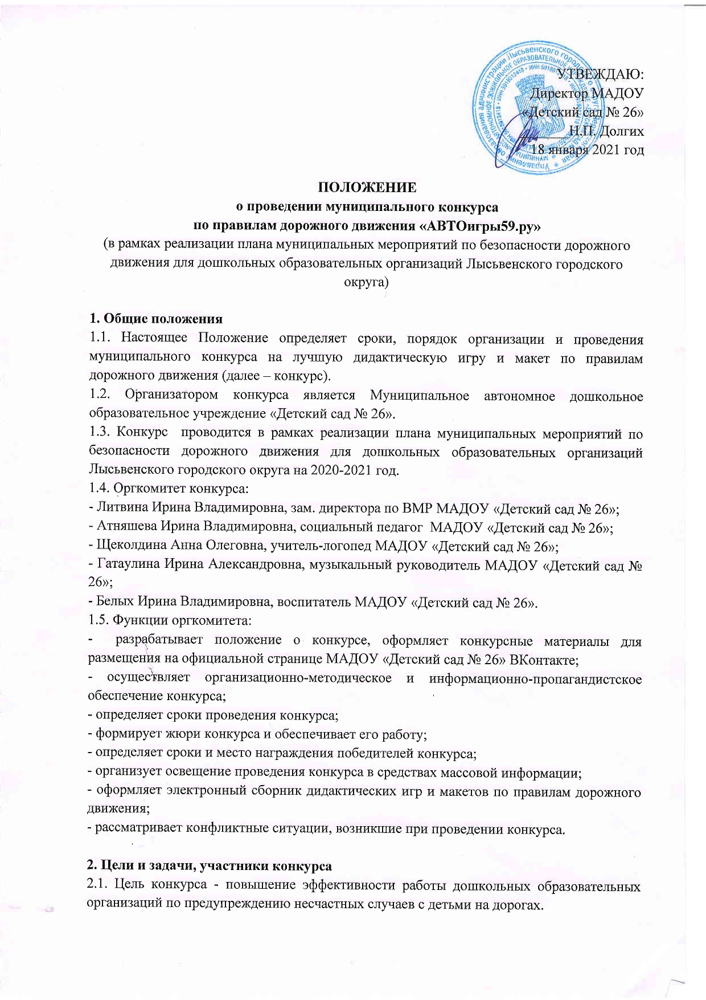 УТВЕЖДАЮ:
Директор МАДОУ
«Детский сад № 26»
Н.П. Долгих
18 января 2021 год
ПОЛОЖЕНИЕ
о проведении муниципального конкурса
по правилам дорожного движения «АВТОигры59.ру»
(в рамках реализации плана муниципальных мероприятий по безопасности дорожного
движения для дошкольных образовательных организаций Лысьвенского городского
округа)
1. Общие положения
1.1. Настоящее Положение определяет сроки, порядок организации и проведения
муниципального конкурса на лучшую дидактическую игру и макет по правилам
дорожного движения (далее – конкурс).
1.2. Организатором конкурса является Муниципальное автономное дошкольное
образовательное учреждение «Детский сад № 26».
1.3. Конкурс проводится в рамках реализации плана муниципальных мероприятий по
безопасности дорожного движения для дошкольных образовательных организаций
Лысьвенского городского округа на 2020-2021 год.
1.4. Оргкомитет конкурса:
- Литвина Ирина Владимировна, зам. директора по ВМР МАДОУ «Детский сад № 26»;
- Атняшева Ирина Владимировна, социальный педагог МАДОУ «Детский сад № 26»;
- Щеколдина Анна Олеговна, учитель-логопед МАДОУ «Детский сад № 26»;
- Гатаулина Ирина Александровна, музыкальный руководитель МАДОУ «Детский сад №
26»;
- Белых Ирина Владимировна, воспитатель МАДОУ «Детский сад № 26».
1.5. Функции оргкомитета:
- разрабатывает положение о конкурсе, оформляет конкурсные материалы для
размещения на официальной странице МАДОУ «Детский сад № 26» ВКонтакте;
- осуществляет организационно-методическое и информационно-пропагандистское
обеспечение конкурса;
- определяет сроки проведения конкурса;
- формирует жюри конкурса и обеспечивает его работу;
- определяет сроки и место награждения победителей конкурса;
- организует освещение проведения конкурса в средствах массовой информации;
- оформляет электронный сборник дидактических игр и макетов по правилам дорожного
движения;
- рассматривает конфликтные ситуации, возникшие при проведении конкурса.
2. Цели и задачи, участники конкурса
2.1. Цель конкурса - повышение эффективности работы дошкольных образовательных
организаций по предупреждению несчастных случаев с детьми на дорогах.